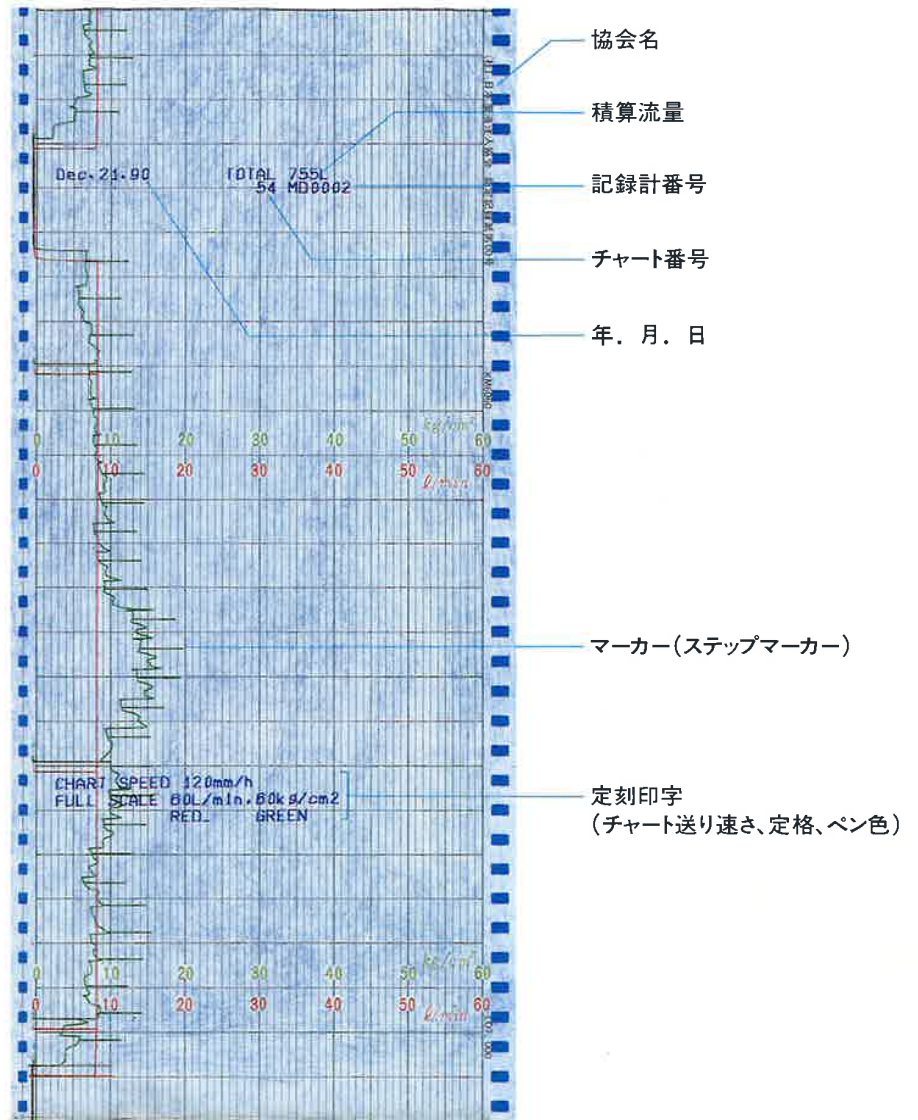 協会名
積算流量
Dec.21.90
TOTAL 755L
54 MD0002
記録計番号
チャート番号
年．月．日
kg/cm²
0 10 20 30 40 50 60
0 10 20 30 40 50 60
l/min
マーカー（ステップマーカー）
CHART SPEED 120mm/h
FULL SCALE 60L/min.60kg/cm2
RED_ GREEN
定刻印字
（チャート送り速さ、定格、ペン色）
kg/cm²
0 10 20 30 40 50 60
0 10 20 30 40 50 60
l/min